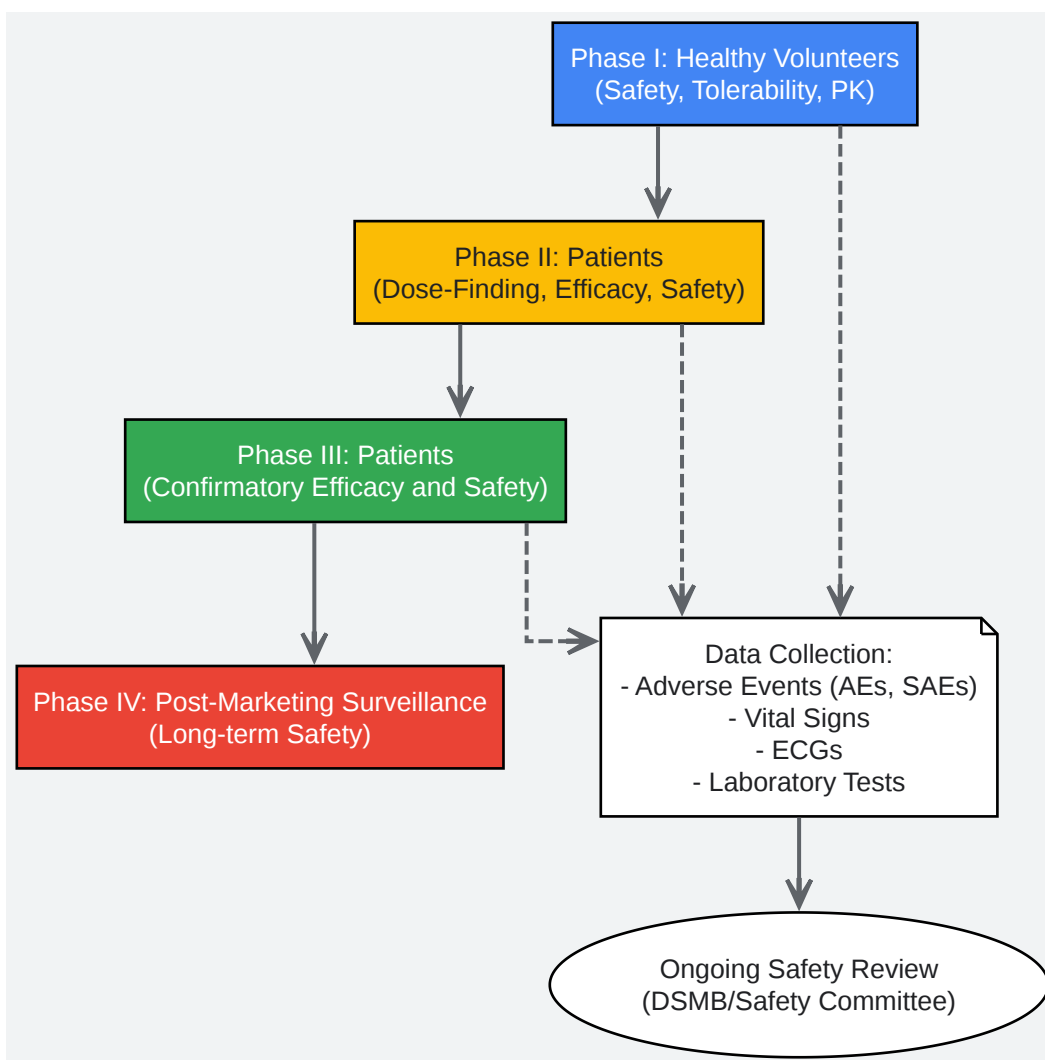 Phase I: Healthy Volunteers
(Safety, Tolerability, PK)
Phase II: Patients
(Dose-Finding, Efficacy, Safety)
Phase III: Patients
(Confirmatory Efficacy and Safety)
Phase IV: Post-Marketing Surveillance
(Long-term Safety)
Data Collection:
- Adverse Events (AEs, SAEs)
- Vital Signs
- ECGs
- Laboratory Tests
Ongoing Safety Review
(DSMB/Safety Committee)